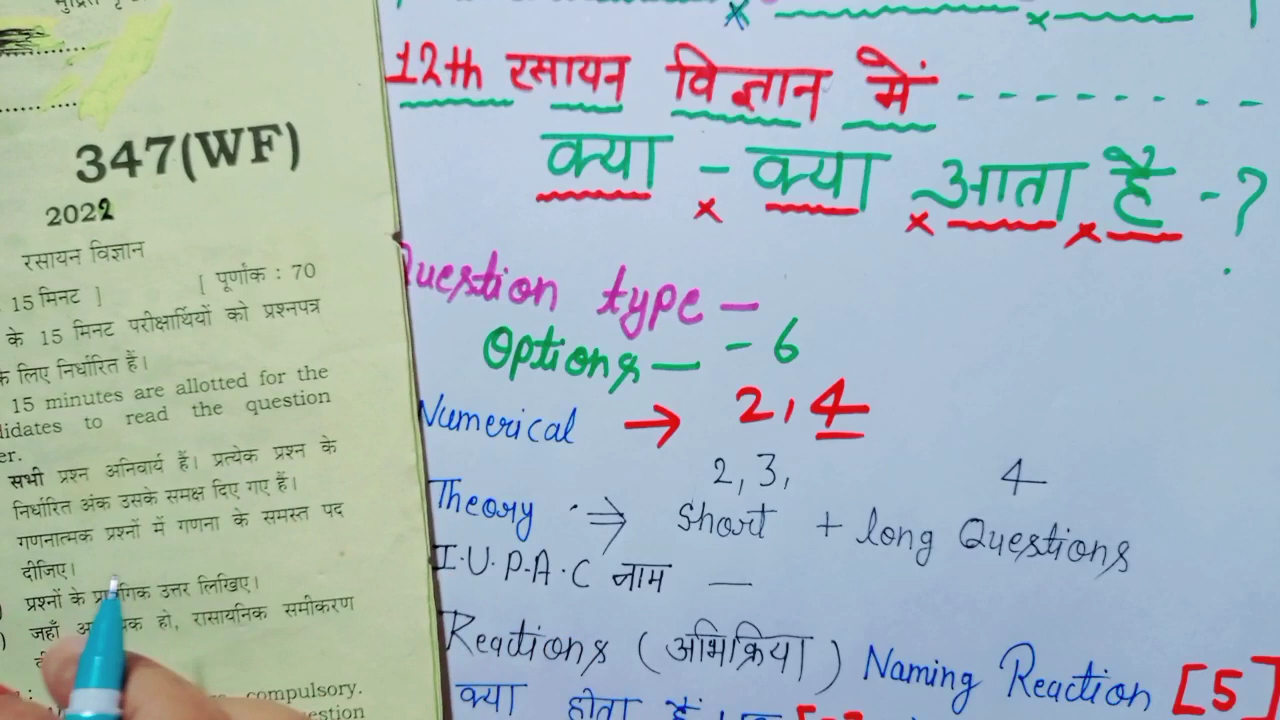 347(WF)
2022
रसायन विज्ञान
15 मिनट ] [ पूर्णांक : 70
के 15 मिनट परीक्षार्थियों को प्रश्नपत्र
के लिए निर्धारित हैं।
15 minutes are allotted for the
didates to read the question
er.
सभी प्रश्न अनिवार्य हैं। प्रत्येक प्रश्न के
निर्धारित अंक उसके समक्ष दिए गए हैं।
गणनात्मक प्रश्नों में गणना के समस्त पद
दीजिए।
प्रश्नों के उत्तर लिखिए।
जहाँ हो, रासायनिक समीकरण
compulsory.
estion
12th रसायन विज्ञान में - - - - - - - -
क्या - क्या आता है - ?
Question type —
Options — - 6
Numerical → 2, 4
2, 3, 4
Theory ⇒ Short + long Questions
I.U.P.A.C नाम —
Reactions (अभिक्रिया) Naming Reaction [5]
क्या होता है